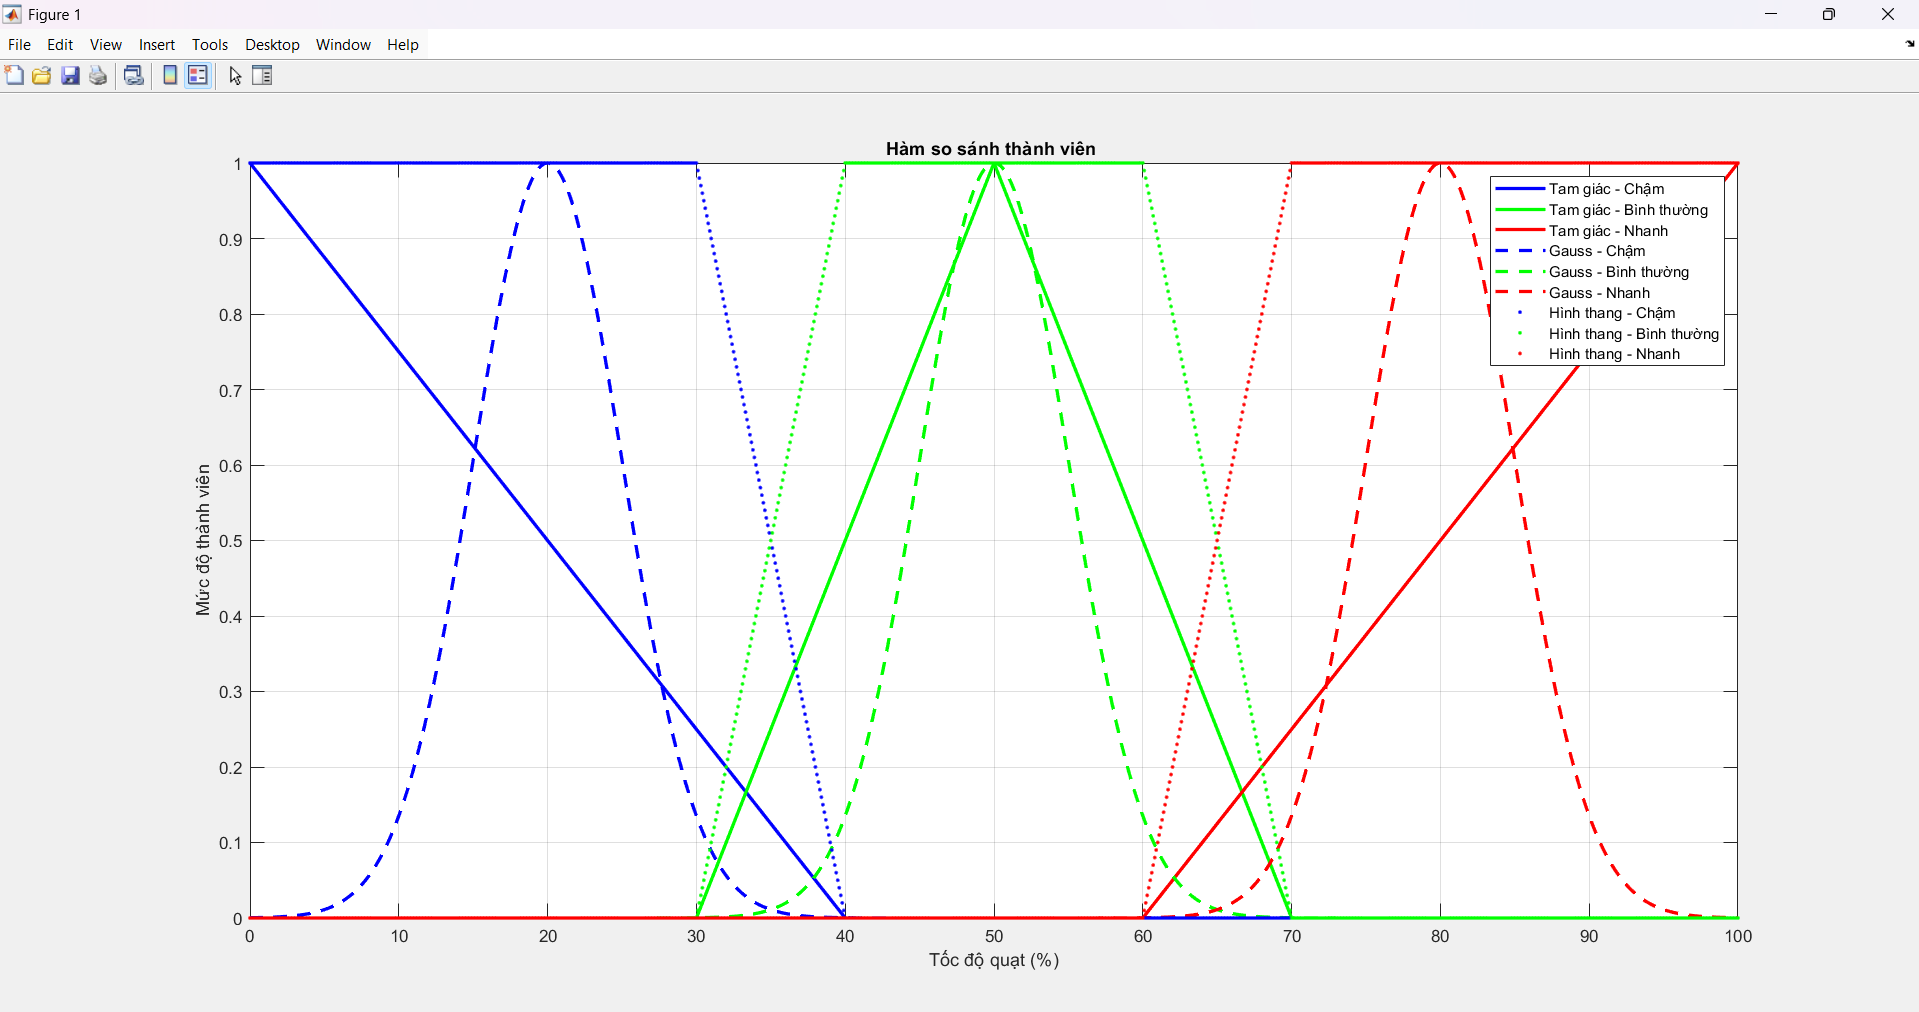 Figure 1
File Edit View Insert Tools Desktop Window Help
Hàm so sánh thành viên
1
0.9
0.8
0.7
0.6
0.5
0.4
0.3
0.2
0.1
0
Mức độ thành viên
Tam giác - Chậm
Tam giác - Bình thường
Tam giác - Nhanh
Gauss - Chậm
Gauss - Bình thường
Gauss - Nhanh
Hình thang - Chậm
Hình thang - Bình thường
Hình thang - Nhanh
0 10 20 30 40 50 60 70 80 90 100
Tốc độ quạt (%)